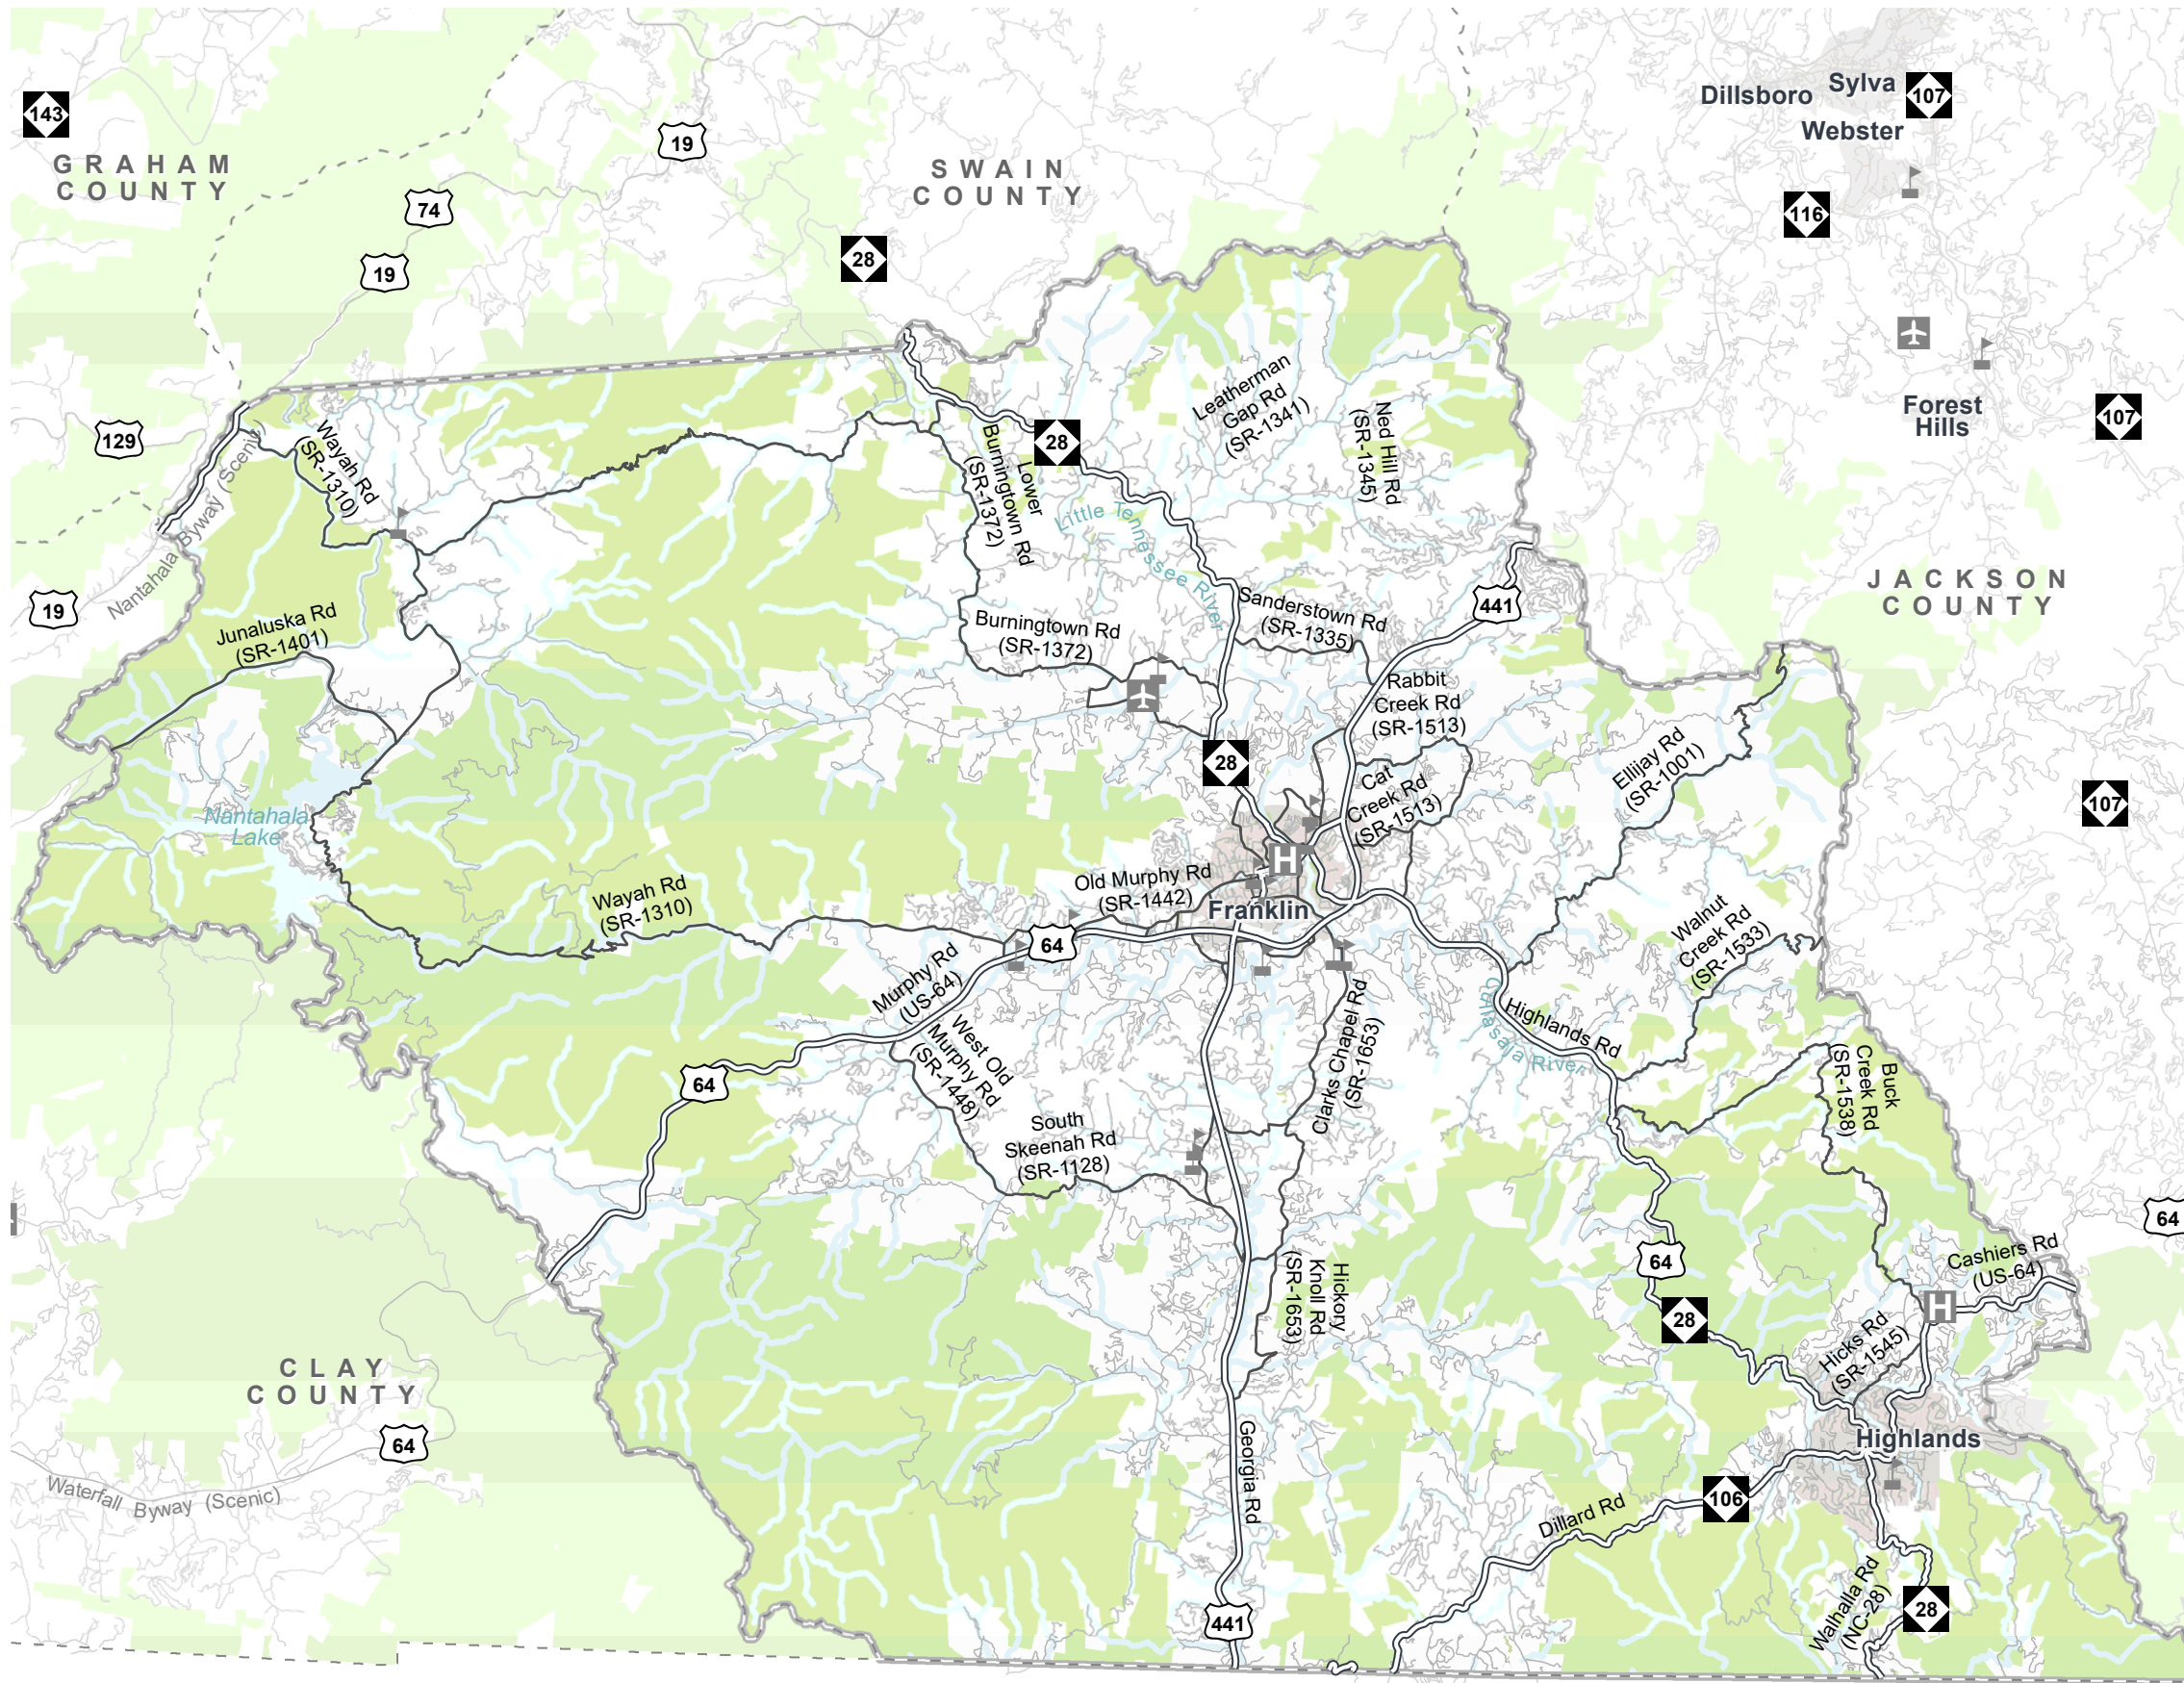 Sylva
Dillsboro
107
Webster
143
19
GRAHAM
COUNTY
SWAIN
COUNTY
74
116
28
19
Forest
Hills
107
129
Leatherman
Gap Rd
(SR-1341)
Ned Hill Rd
(SR-1345)
Wayah Rd
(SR-1310)
28
Lower
Burningtown Rd
(SR-1372)
Little Tennessee River
Nantahala Byway (Scenic)
19
JACKSON
COUNTY
441
Sanderstown Rd
(SR-1335)
Junaluska Rd
(SR-1401)
Burningtown Rd
(SR-1372)
Rabbit
Creek Rd
(SR-1513)
28
Ellijay Rd
(SR-1001)
Cat
Creek Rd
(SR-1513)
107
Nantahala
Lake
H
Old Murphy Rd
(SR-1442)
Wayah Rd
(SR-1310)
Franklin
Walnut
Creek Rd
(SR-1533)
64
Murphy Rd
(US-64)
Highlands Rd
Cullasaja River
Clarks Chapel Rd
(SR-1653)
West Old
Murphy Rd
(SR-1448)
64
Buck
Creek Rd
(SR-1538)
South
Skeenah Rd
(SR-1128)
64
64
Cashiers Rd
(US-64)
Hickory
Knoll Rd
(SR-1653)
H
28
Hicks Rd
(SR-1545)
CLAY
COUNTY
64
Highlands
Georgia Rd
Waterfall Byway (Scenic)
106
Dillard Rd
Walhalla Rd
(NC-28)
28
441